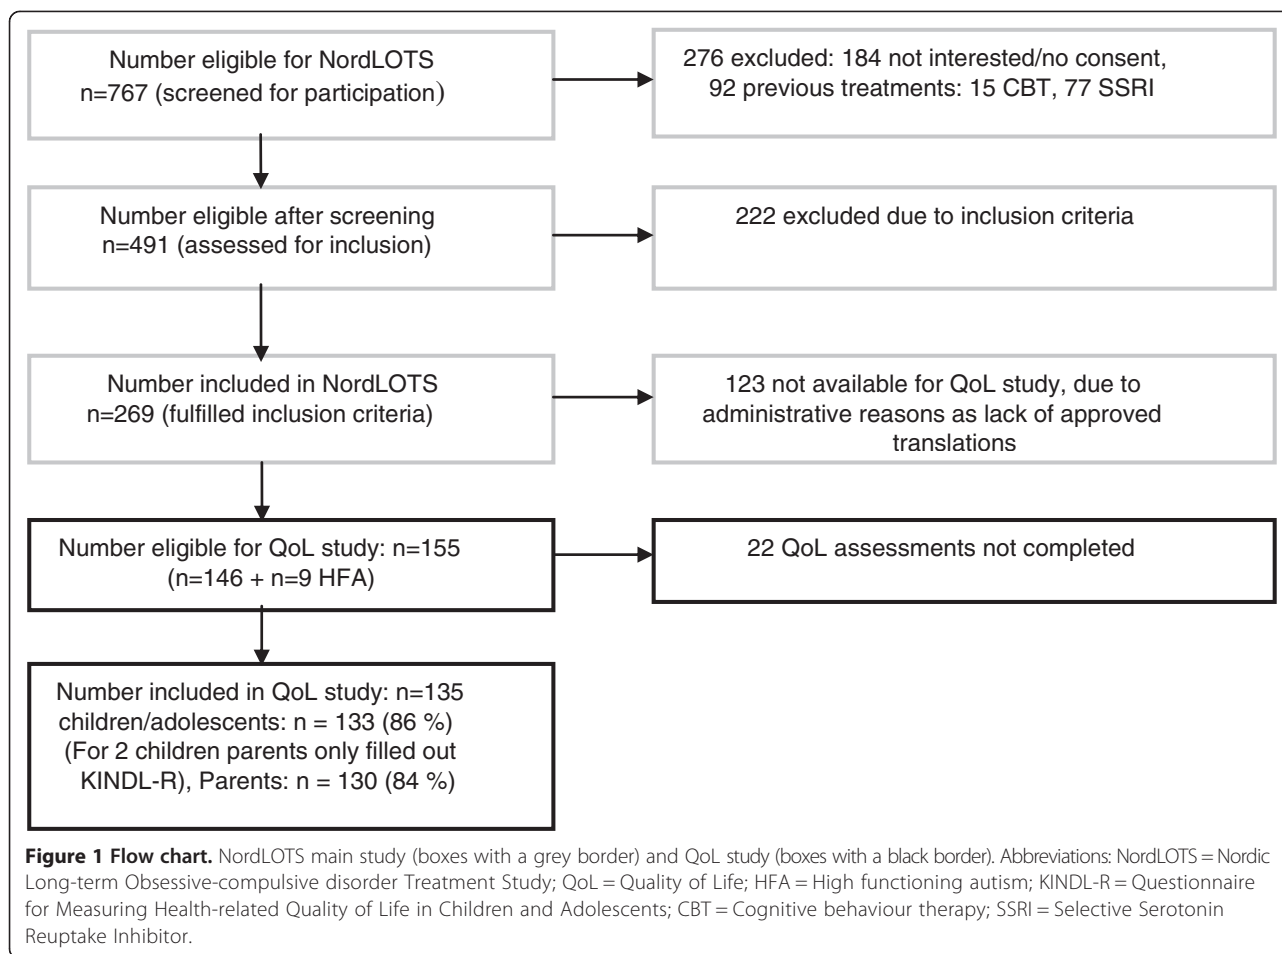 Number eligible for NordLOTS
n=767 (screened for participation)
276 excluded: 184 not interested/no consent,
92 previous treatments: 15 CBT, 77 SSRI
Number eligible after screening
n=491 (assessed for inclusion)
222 excluded due to inclusion criteria
Number included in NordLOTS
n=269 (fulfilled inclusion criteria)
123 not available for QoL study, due to
administrative reasons as lack of approved
translations
Number eligible for QoL study: n=155
(n=146 + n=9 HFA)
22 QoL assessments not completed
Number included in QoL study: n=135
children/adolescents: n = 133 (86 %)
(For 2 children parents only filled out
KINDL-R), Parents: n = 130 (84 %)
Figure 1 Flow chart. NordLOTS main study (boxes with a grey border) and QoL study (boxes with a black border). Abbreviations: NordLOTS = Nordic
Long-term Obsessive-compulsive disorder Treatment Study; QoL = Quality of Life; HFA = High functioning autism; KINDL-R = Questionnaire
for Measuring Health-related Quality of Life in Children and Adolescents; CBT = Cognitive behaviour therapy; SSRI = Selective Serotonin
Reuptake Inhibitor.